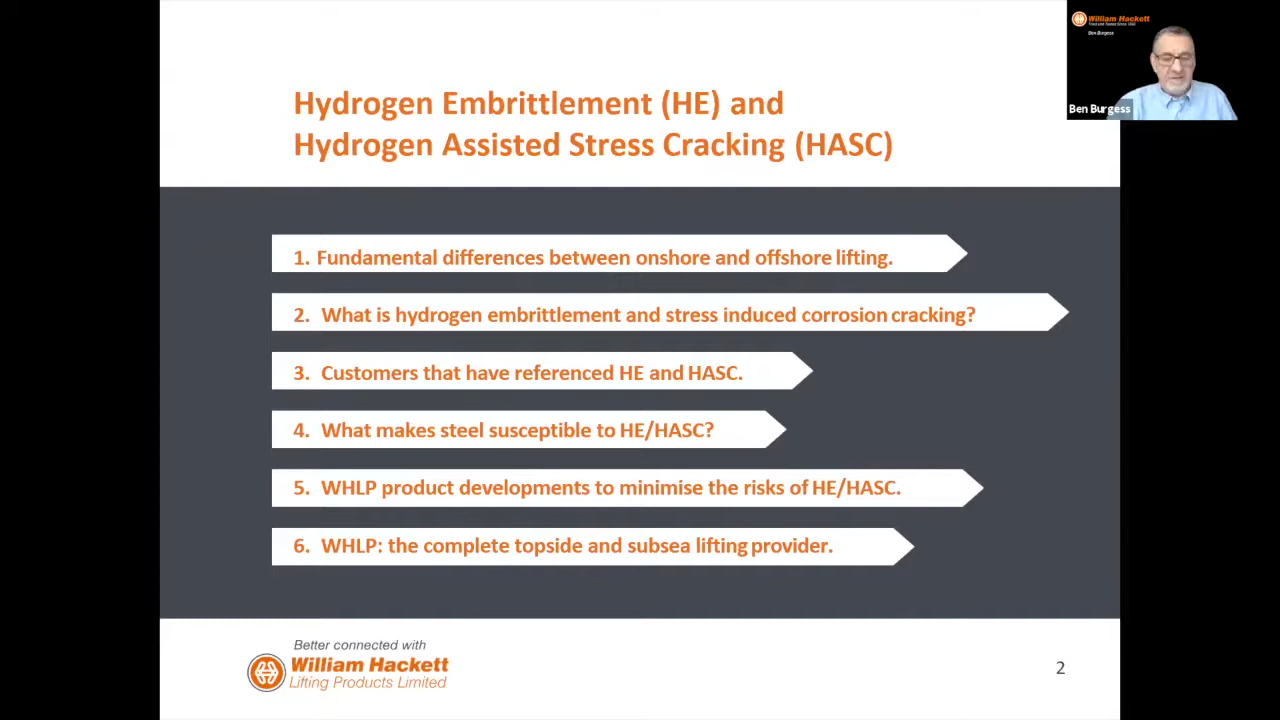 Hydrogen Embrittlement (HE) and
Hydrogen Assisted Stress Cracking (HASC)
1. Fundamental differences between onshore and offshore lifting.
2. What is hydrogen embrittlement and stress induced corrosion cracking?
3. Customers that have referenced HE and HASC.
4. What makes steel susceptible to HE/HASC?
5. WHLP product developments to minimise the risks of HE/HASC.
6. WHLP: the complete topside and subsea lifting provider.
Better connected with
William Hackett
Lifting Products Limited
2
William Hackett
Ben Burgess
Ben Burgess